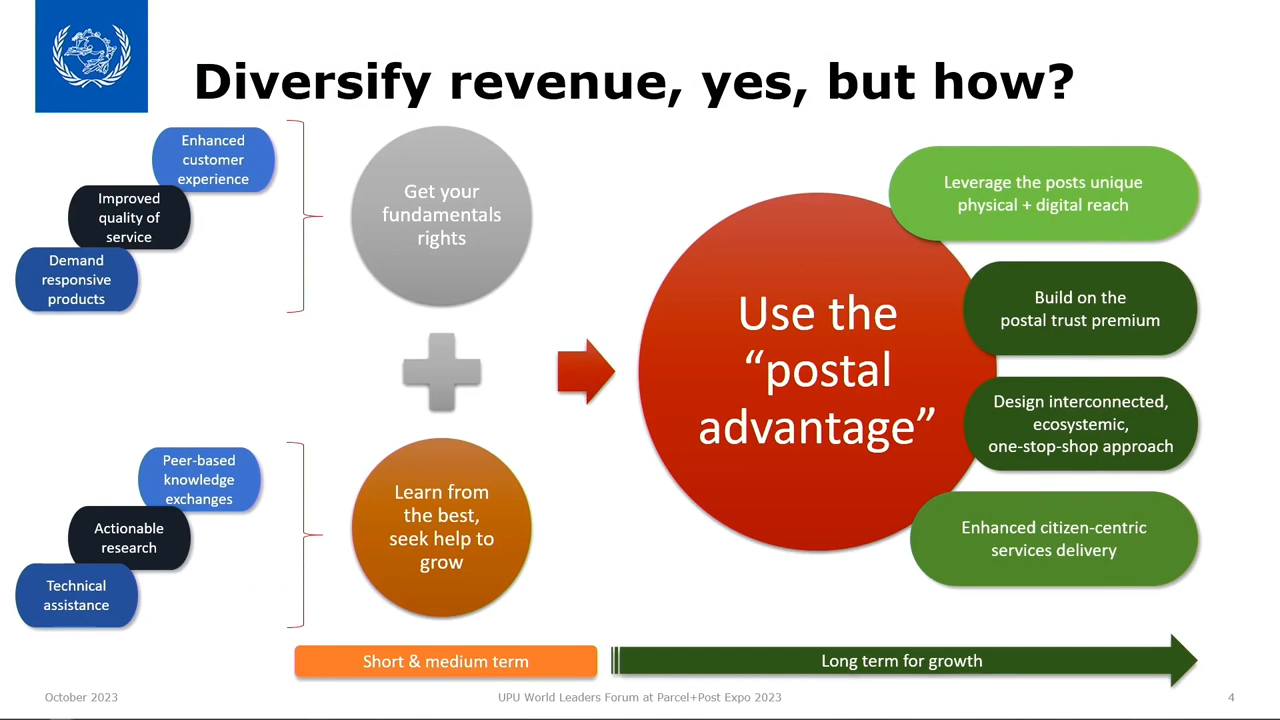 Diversify revenue, yes, but how?
Enhanced
customer
experience
Improved
quality of
service
Demand
responsive
products
Get your
fundamentals
rights
Peer-based
knowledge
exchanges
Actionable
research
Technical
assistance
Learn from
the best,
seek help to
grow
Use the
“postal
advantage”
Leverage the posts unique
physical + digital reach
Build on the
postal trust premium
Design interconnected,
ecosystemic,
one-stop-shop approach
Enhanced citizen-centric
services delivery
Short & medium term
Long term for growth
October 2023
UPU World Leaders Forum at Parcel+Post Expo 2023
4